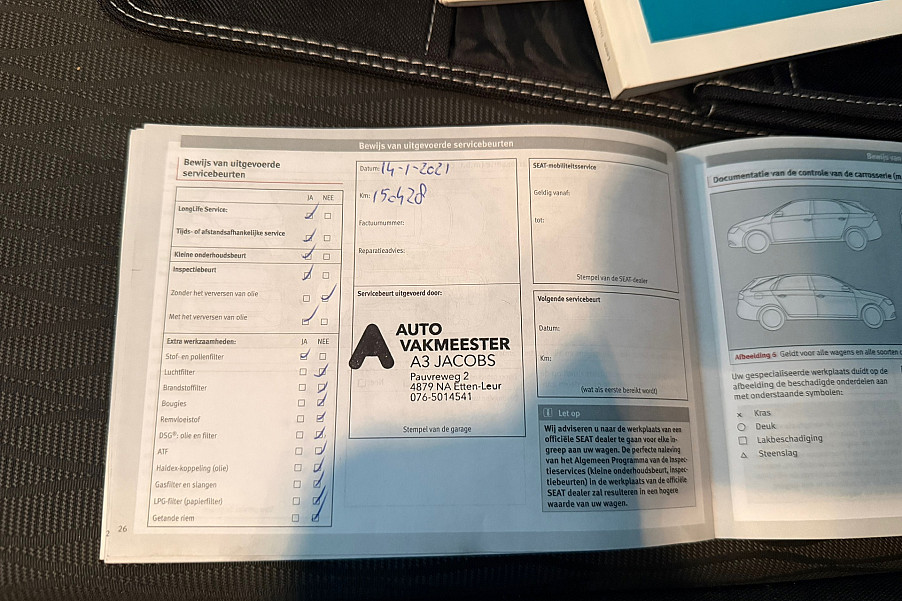 Bewijs van uitgevoerde servicebeurten
Bewijs van uitgevoerde
servicebeurten
JA NEE
LongLife Service:
Tijds- of afstandsafhankelijke service
Kleine onderhoudsbeurt
Inspectiebeurt
Zonder het verversen van olie
Met het verversen van olie
Extra werkzaamheden: JA NEE
Stof- en pollenfilter
Luchtfilter
Brandstoffilter
Bougies
Remvloeistof
DSG®: olie en filter
ATF
Haldex-koppeling (olie)
Gasfilter en slangen
LPG-filter (papierfilter)
Getande riem
26
Datum: 14-1-2021
Km: 150428
Factuurnummer:
Reparatieadvies:
Servicebeurt uitgevoerd door:
AUTO
VAKMEESTER
A3 JACOBS
Pauvreweg 2
4879 NA Etten-Leur
076-5014541
Stempel van de garage
SEAT-mobiliteitsservice
Geldig vanaf:
tot:
Stempel van de SEAT-dealer
Volgende servicebeurt
Datum:
Km:
(wat als eerste bereikt wordt)
i Let op
Wij adviseren u naar de werkplaats van een
officiële SEAT dealer te gaan voor elke in-
greep aan uw wagen. De perfecte naleving
van het Algemeen Programma van de Inspec-
tieservices (kleine onderhoudsbeurt, inspec-
tiebeurten) in de werkplaats van de officiële
SEAT dealer zal resulteren in een hogere
waarde van uw wagen.
Bewijs van
Documentatie van de controle van de carrosserie (m
Afbeelding 6 Geldt voor alle wagens en alle soorten c
Uw gespecialiseerde werkplaats duidt op de
afbeelding de beschadigde onderdelen aan
met onderstaande symbolen:
× Kras
○ Deuk
□ Lakbeschadiging
△ Steenslag